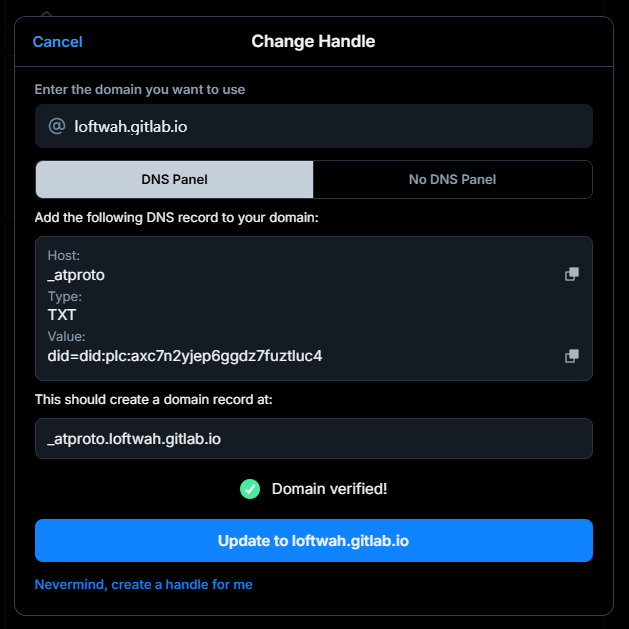 Cancel
Change Handle
Enter the domain you want to use
@ loftwah.gitlab.io
DNS Panel
No DNS Panel
Add the following DNS record to your domain:
Host:
_atproto
Type:
TXT
Value:
did=did:plc:axc7n2yjep6ggdz7fuztluc4
This should create a domain record at:
_atproto.loftwah.gitlab.io
Domain verified!
Update to loftwah.gitlab.io
Nevermind, create a handle for me